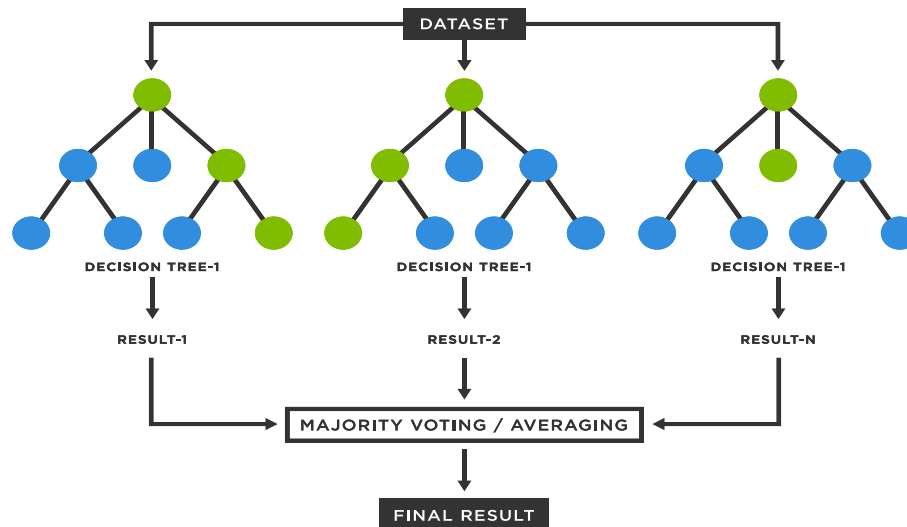 DATASET
DECISION TREE-1
DECISION TREE-1
DECISION TREE-1
RESULT-1
RESULT-2
RESULT-N
MAJORITY VOTING / AVERAGING
FINAL RESULT